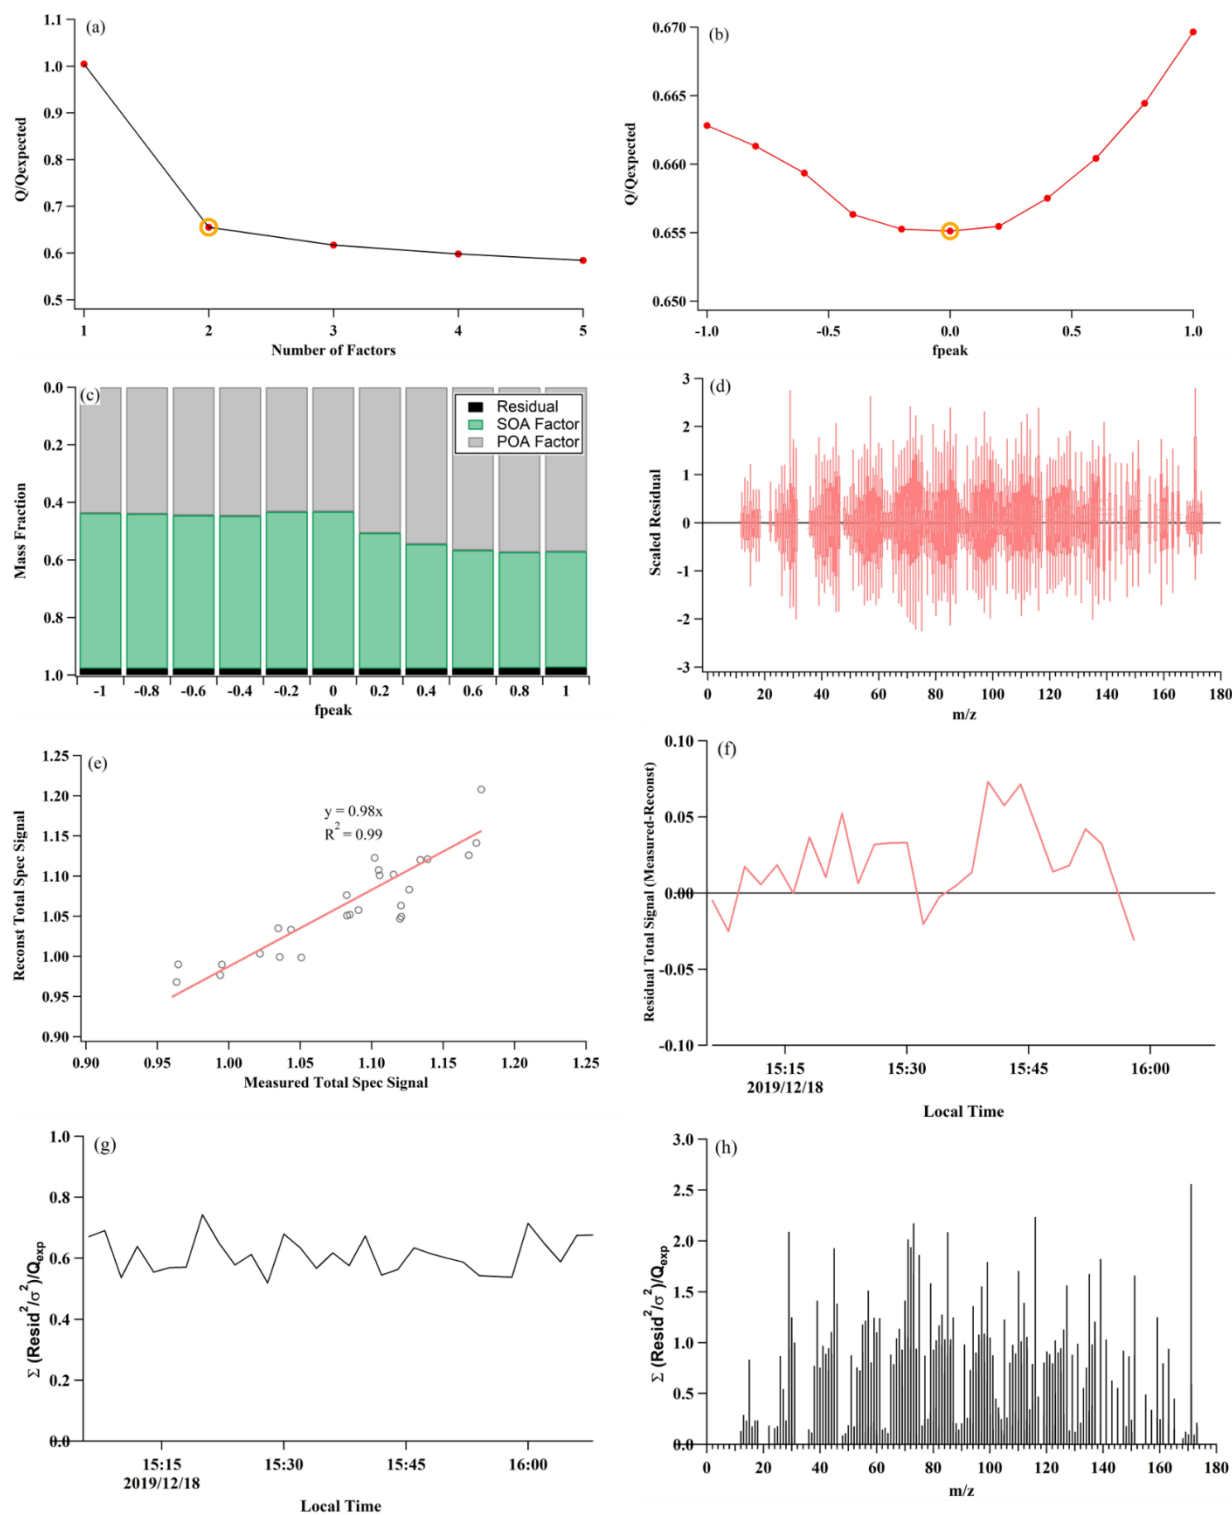 (a)
1.1
1.0
0.9
0.8
0.7
0.6
0.5
Q/Qexpected
1 2 3 4 5
Number of Factors
(b)
0.670
0.665
0.660
0.655
0.650
Q/Qexpected
-1.0 -0.5 0.0 0.5 1.0
fpeak
(c)
0.0
0.2
0.4
0.6
0.8
1.0
Mass Fraction
Residual
SOA Factor
POA Factor
-1 -0.8 -0.6 -0.4 -0.2 0 0.2 0.4 0.6 0.8 1
fpeak
(d)
3
2
1
0
-1
-2
-3
Scaled Residual
0 20 40 60 80 100 120 140 160 180
m/z
(e)
1.25
1.20
1.15
1.10
1.05
1.00
0.95
0.90
Reconst Total Spec Signal
y = 0.98x
R² = 0.99
0.90 0.95 1.00 1.05 1.10 1.15 1.20 1.25
Measured Total Spec Signal
(f)
0.10
0.05
0.00
-0.05
-0.10
Residual Total Signal (Measured-Reconst)
15:15 15:30 15:45 16:00
2019/12/18
Local Time
(g)
1.0
0.8
0.6
0.4
0.2
0.0
Σ (Resid²/σ²)/Qexp
15:15 15:30 15:45 16:00
2019/12/18
Local Time
(h)
3.0
2.5
2.0
1.5
1.0
0.5
0.0
Σ (Resid²/σ²)/Qexp
0 20 40 60 80 100 120 140 160 180
m/z